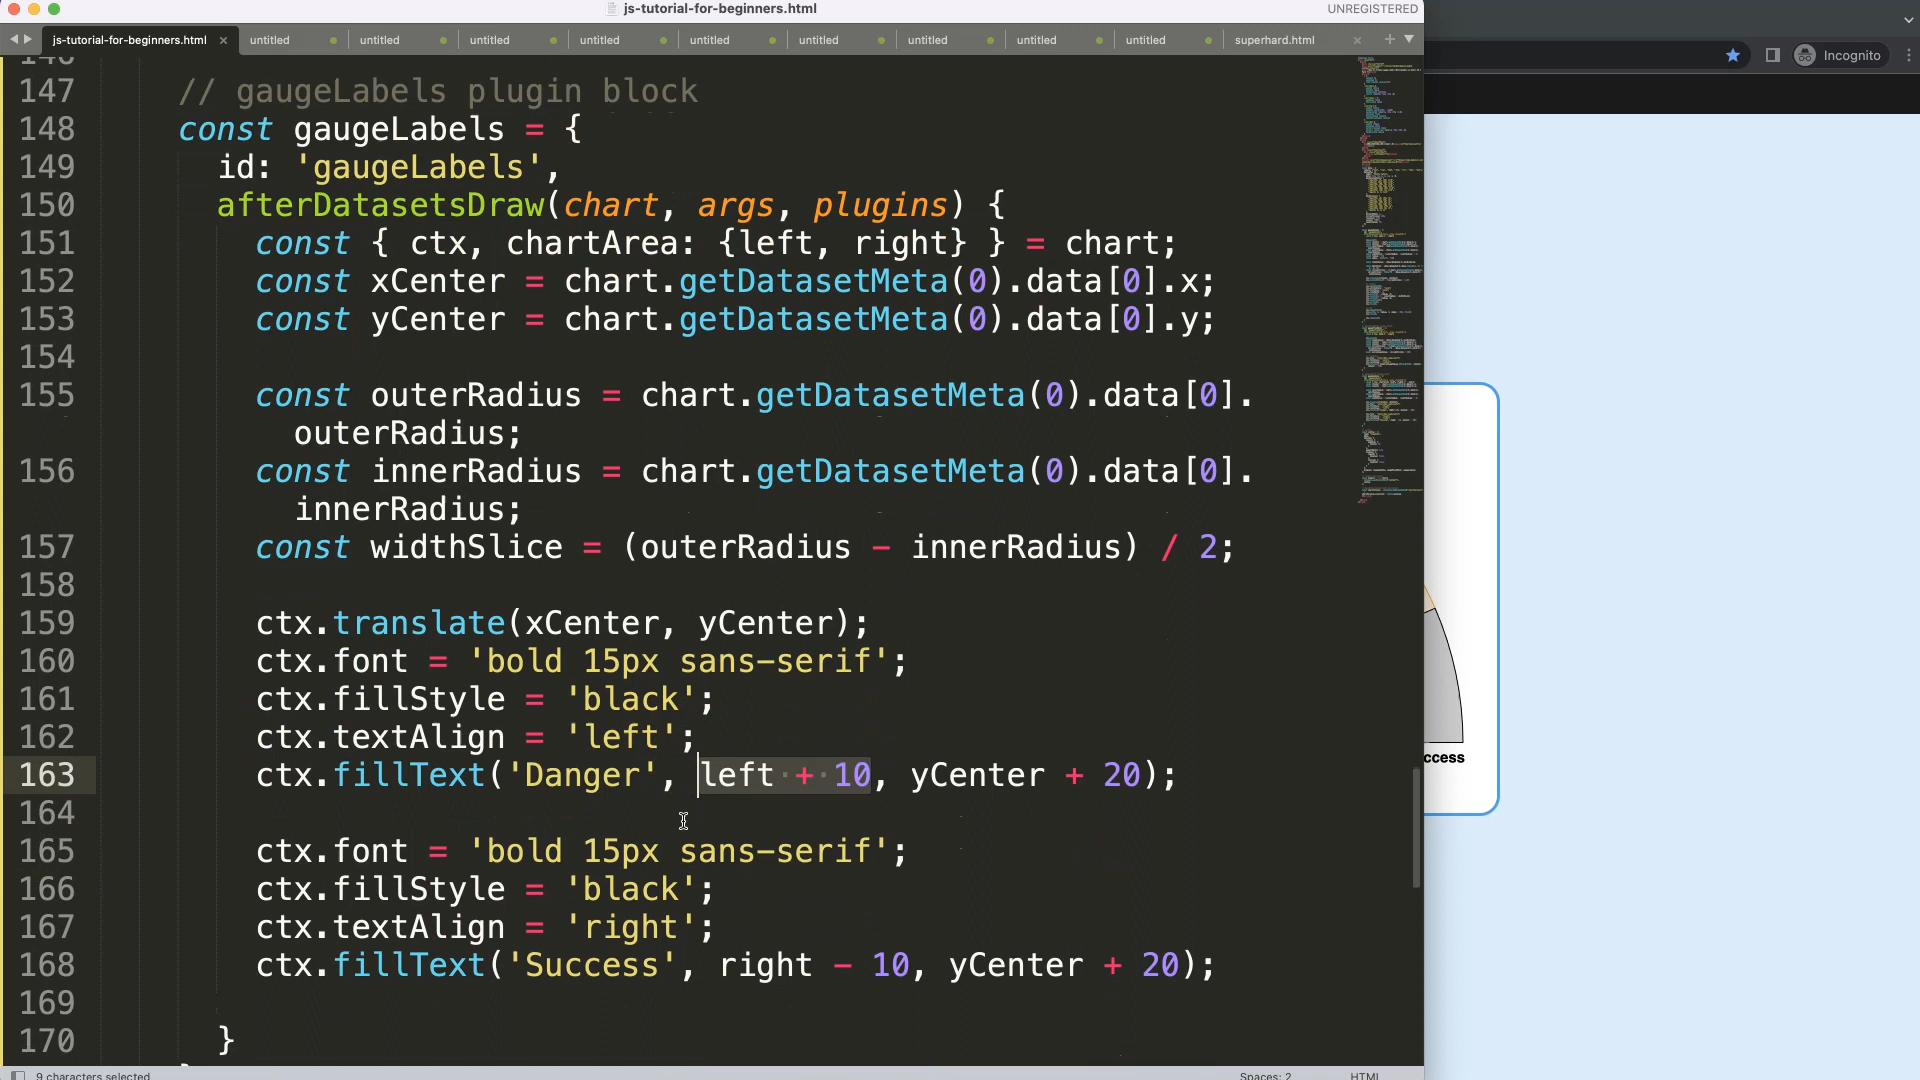 js-tutorial-for-beginners.html
UNREGISTERED
js-tutorial-for-beginners.html × untitled untitled untitled untitled untitled untitled untitled untitled untitled superhard.html × +
Incognito
146
147 // gaugeLabels plugin block
148 const gaugeLabels = {
149 id: 'gaugeLabels',
150 afterDatasetsDraw(chart, args, plugins) {
151 const { ctx, chartArea: {left, right} } = chart;
152 const xCenter = chart.getDatasetMeta(0).data[0].x;
153 const yCenter = chart.getDatasetMeta(0).data[0].y;
154
155 const outerRadius = chart.getDatasetMeta(0).data[0].
outerRadius;
156 const innerRadius = chart.getDatasetMeta(0).data[0].
innerRadius;
157 const widthSlice = (outerRadius - innerRadius) / 2;
158
159 ctx.translate(xCenter, yCenter);
160 ctx.font = 'bold 15px sans-serif';
161 ctx.fillStyle = 'black';
162 ctx.textAlign = 'left';
163 ctx.fillText('Danger', left + 10, yCenter + 20);
164
165 ctx.font = 'bold 15px sans-serif';
166 ctx.fillStyle = 'black';
167 ctx.textAlign = 'right';
168 ctx.fillText('Success', right - 10, yCenter + 20);
169
170 }
ccess
9 characters selected
Spaces: 2
HTML